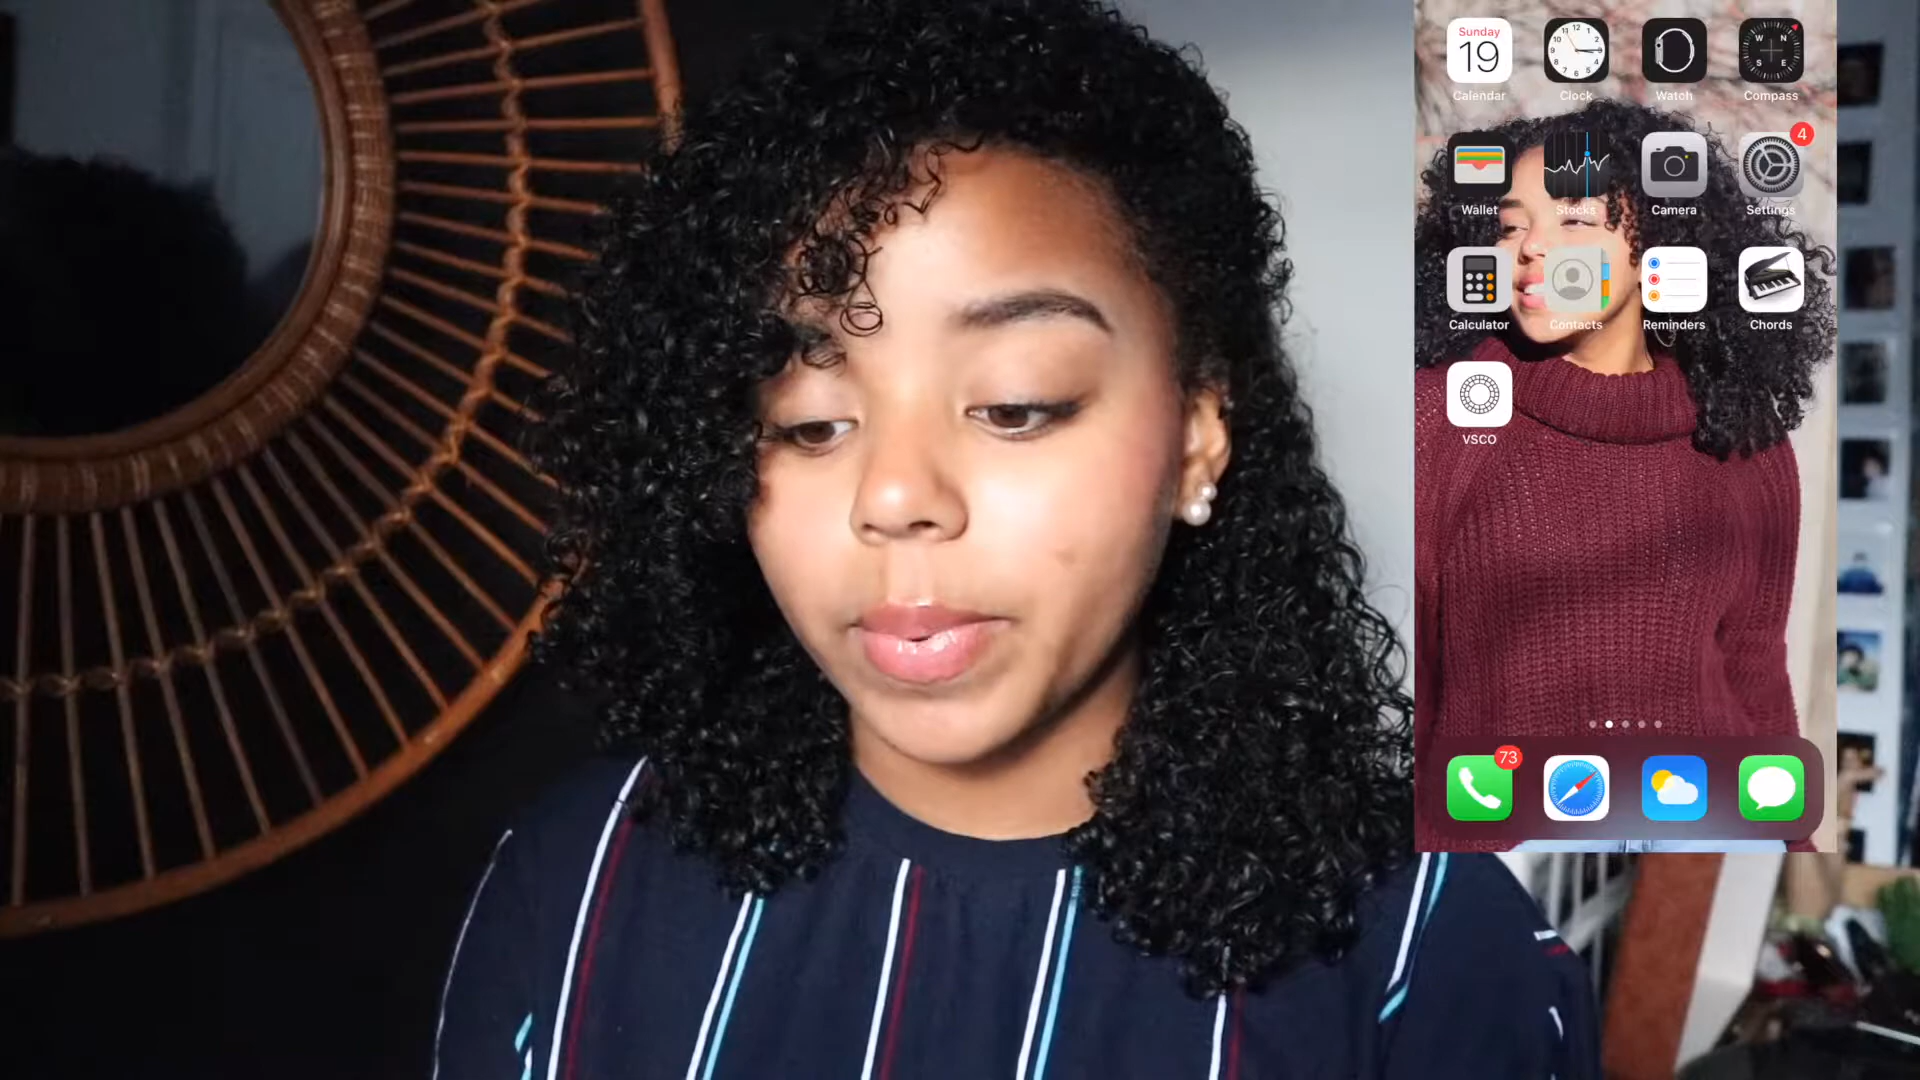 Sunday
19
Calendar Clock Watch Compass
4
Wallet Stocks Camera Settings
Calculator Contacts Reminders Chords
VSCO
73